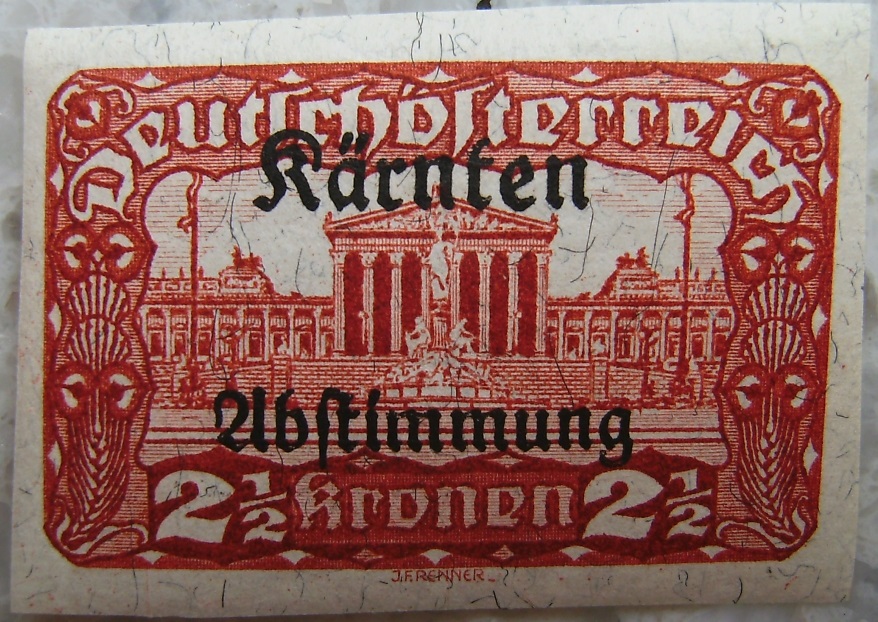 Deutschösterreich
Kärnten
Abstimmung
2½ Kronen 2½
J.F. RENNER